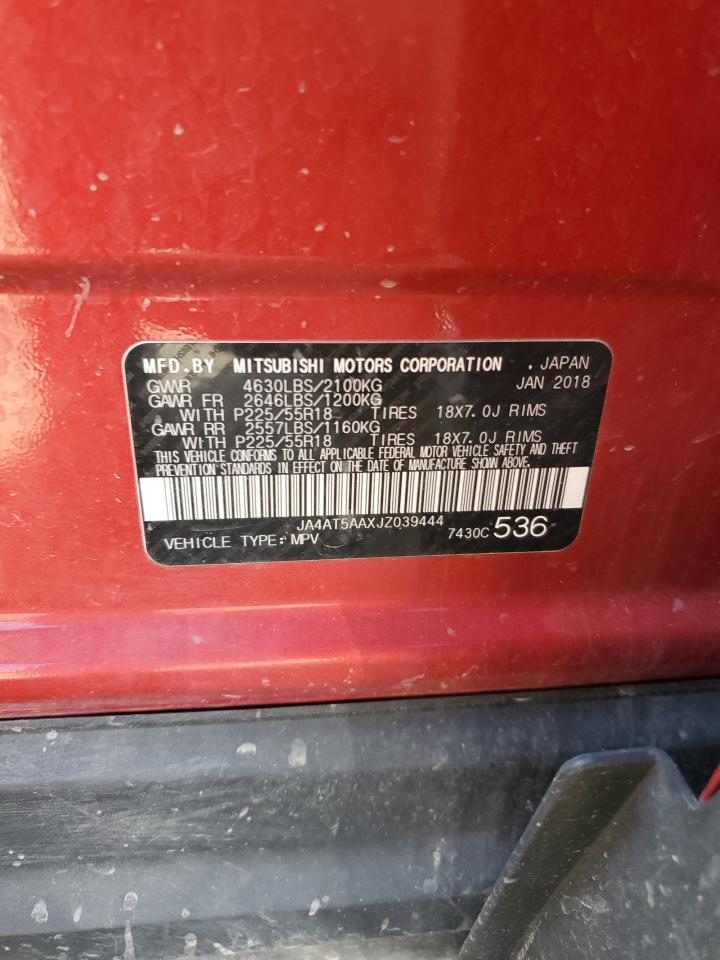 MFD.BY MITSUBISHI MOTORS CORPORATION . JAPAN
GVWR 4630LBS/2100KG JAN 2018
GAWR FR 2646LBS/1200KG
WITH P225/55R18 TIRES 18X7.0J RIMS
GAWR RR 2557LBS/1160KG
WITH P225/55R18 TIRES 18X7.0J RIMS
THIS VEHICLE CONFORMS TO ALL APPLICABLE FEDERAL MOTOR VEHICLE SAFETY AND THEFT
PREVENTION STANDARDS IN EFFECT ON THE DATE OF MANUFACTURE SHOWN ABOVE.
JA4AT5AAXJZ039444
VEHICLE TYPE:MPV 7430C 536